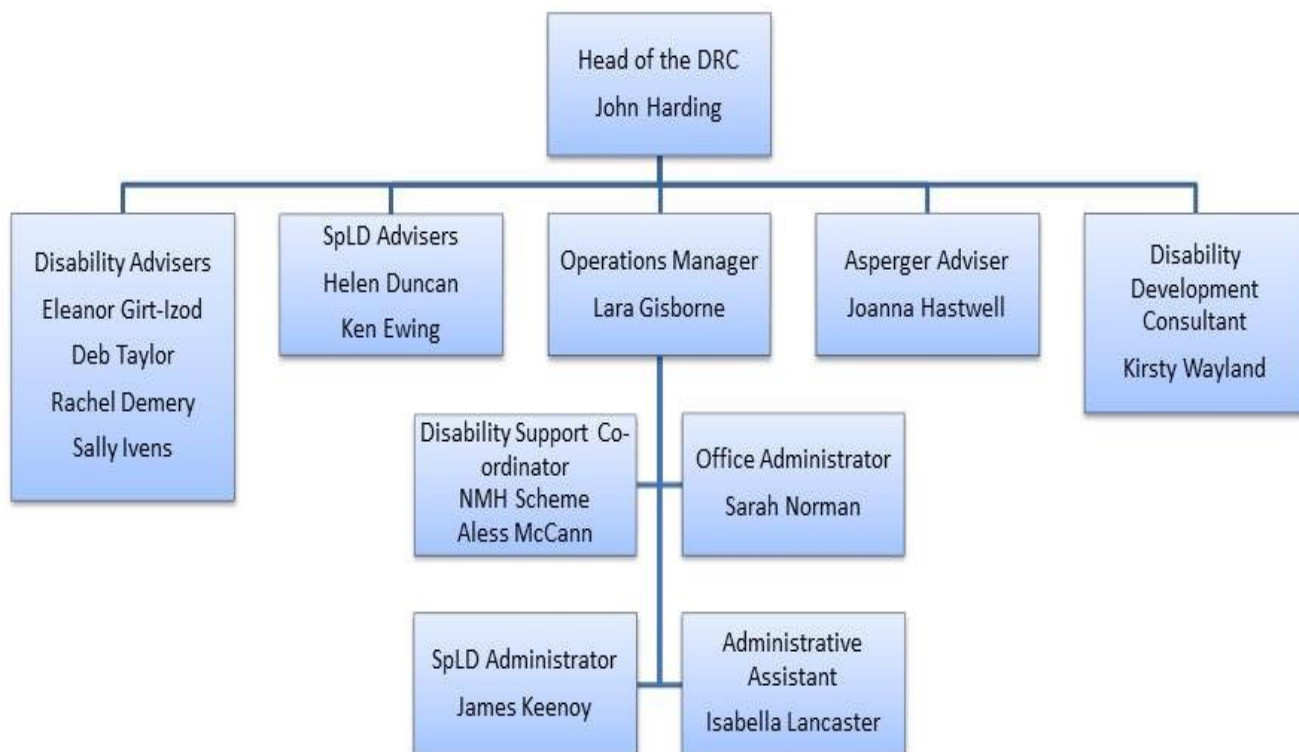 Head of the DRC
John Harding
Disability Advisers
Eleanor Girt-Izod
Deb Taylor
Rachel Demery
Sally Ivens
SpLD Advisers
Helen Duncan
Ken Ewing
Operations Manager
Lara Gisborne
Asperger Adviser
Joanna Hastwell
Disability
Development
Consultant
Kirsty Wayland
Disability Support Co-
ordinator
NMH Scheme
Aless McCann
Office Administrator
Sarah Norman
SpLD Administrator
James Keenoy
Administrative
Assistant
Isabella Lancaster